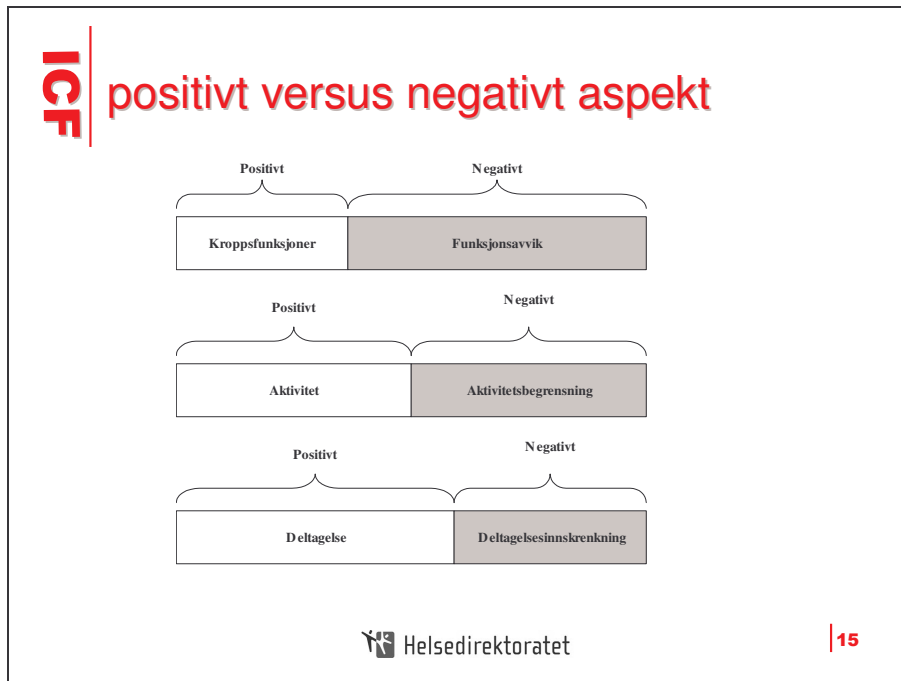 ICF
positivt versus negativt aspekt
Positivt Negativt
Kroppsfunksjoner Funksjonsavvik
Positivt Negativt
Aktivitet Aktivitetsbegrensning
Positivt Negativt
Deltagelse Deltagelsesinnskrenkning
Helsedirektoratet
15